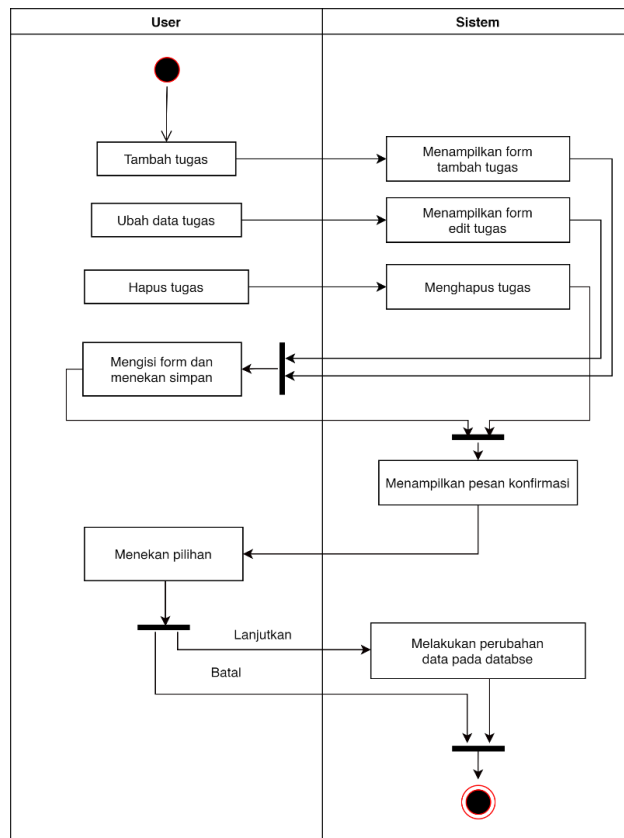 User
Sistem
Tambah tugas
Menampilkan form
tambah tugas
Ubah data tugas
Menampilkan form
edit tugas
Hapus tugas
Menghapus tugas
Mengisi form dan
menekan simpan
Menampilkan pesan konfirmasi
Menekan pilihan
Lanjutkan
Melakukan perubahan
data pada databse
Batal